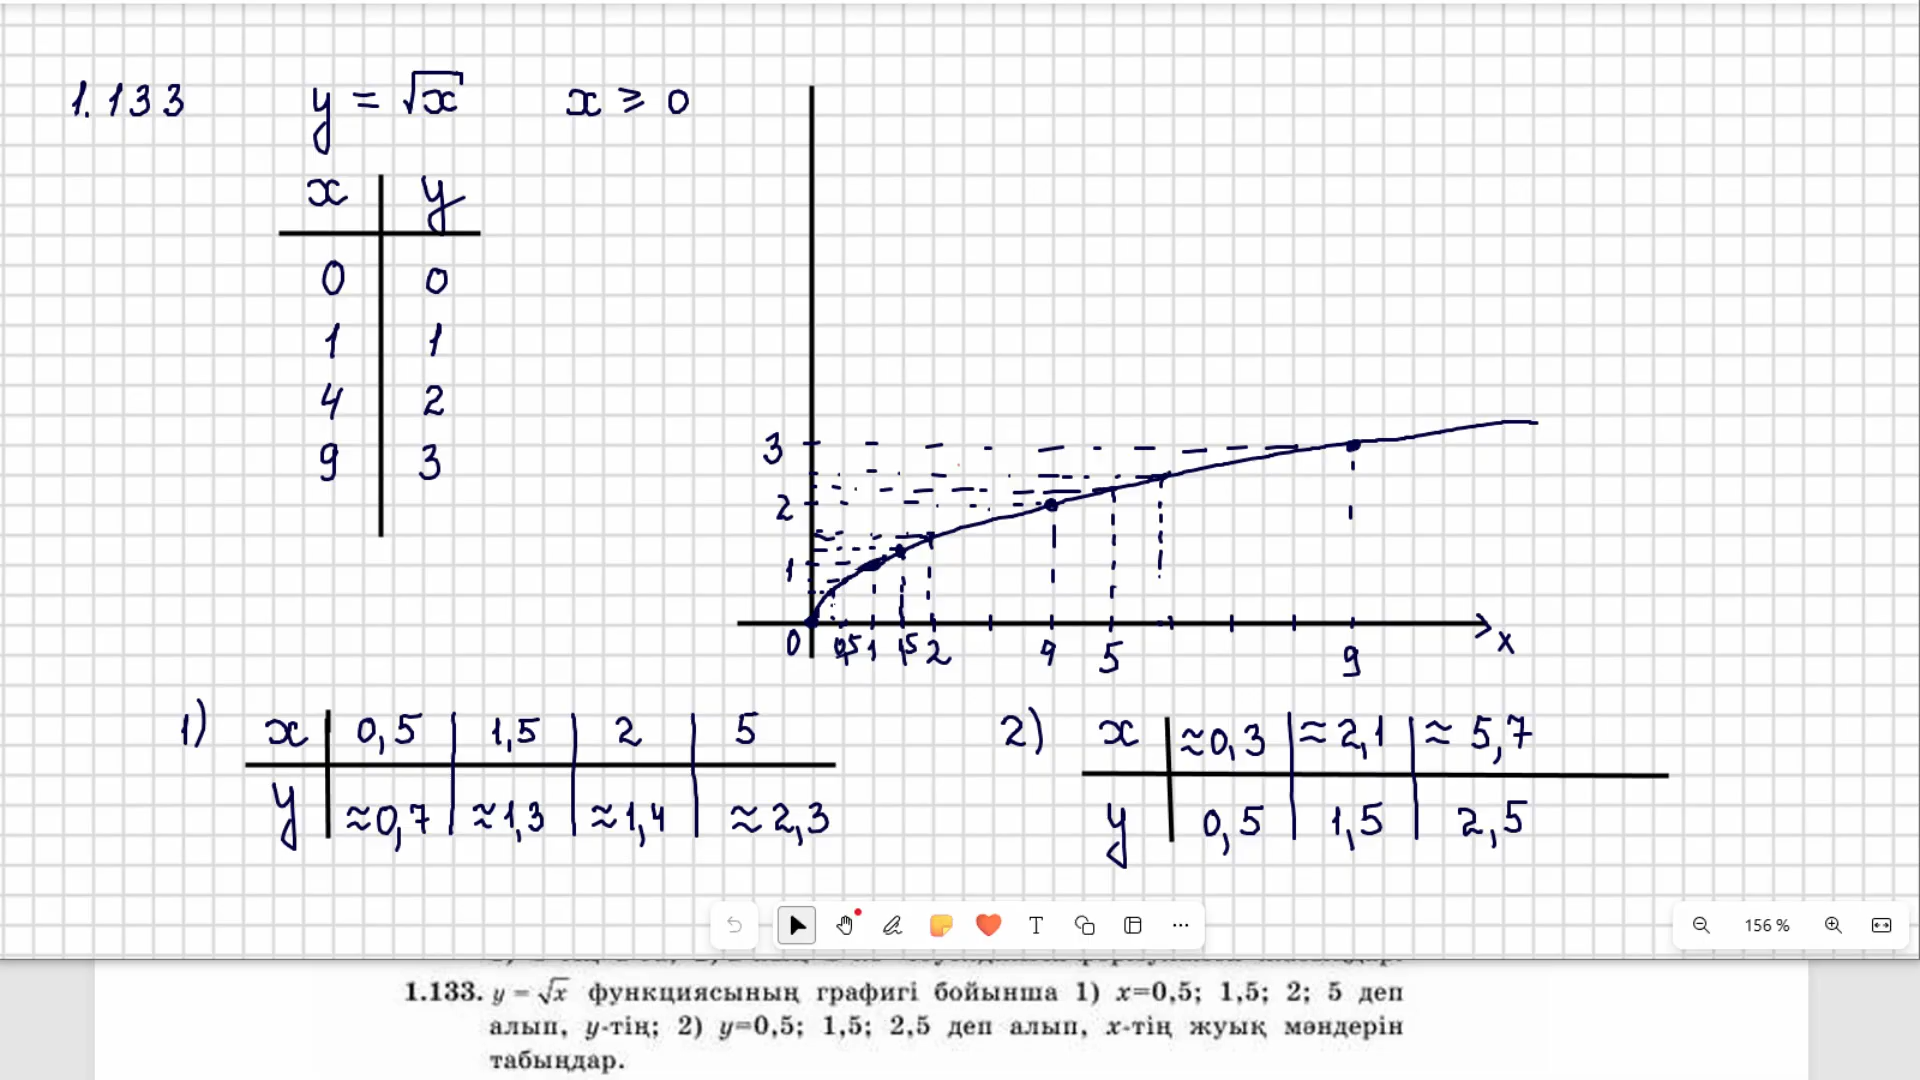 1.133 y = √x x ⩾ 0
x y
0 0
1 1
4 2
9 3
3
2
1
0 0,5 1 1,5 2 4 5 9 x
1) x 0,5 1,5 2 5
y ≈0,7 ≈1,3 ≈1,4 ≈2,3
2) x ≈0,3 ≈2,1 ≈5,7
y 0,5 1,5 2,5
T
156 %
1.133. y = √x функциясының графигі бойынша 1) x=0,5; 1,5; 2; 5 деп
алып, y-тің; 2) y=0,5; 1,5; 2,5 деп алып, x-тің жуық мәндерін
табыңдар.